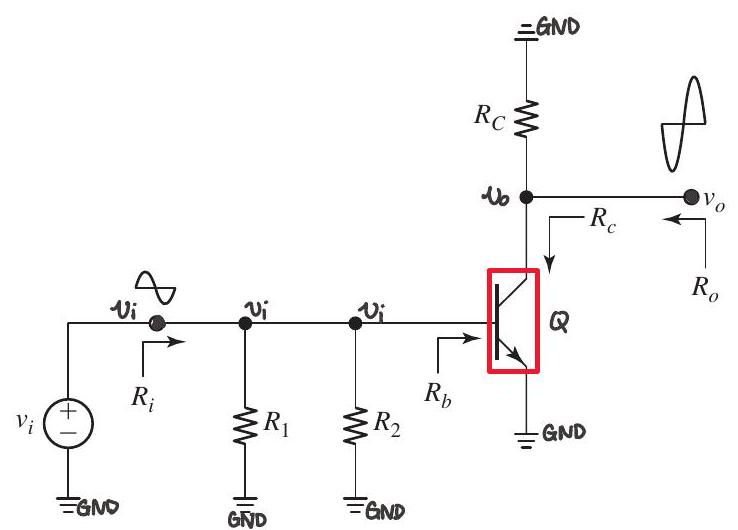 GND
R_C
v_o
v_o
R_c
R_o
v_i
v_i
v_i
Q
R_i
R_b
v_i
+
−
R_1
R_2
GND
GND
GND
GND